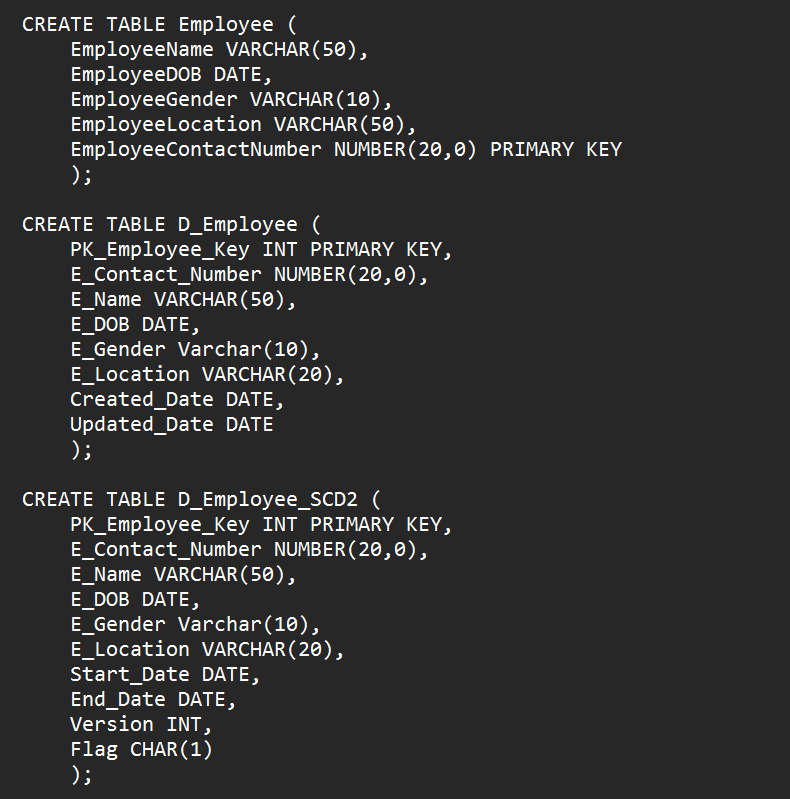 CREATE TABLE Employee (
    EmployeeName VARCHAR(50),
    EmployeeDOB DATE,
    EmployeeGender VARCHAR(10),
    EmployeeLocation VARCHAR(50),
    EmployeeContactNumber NUMBER(20,0) PRIMARY KEY
    );

CREATE TABLE D_Employee (
    PK_Employee_Key INT PRIMARY KEY,
    E_Contact_Number NUMBER(20,0),
    E_Name VARCHAR(50),
    E_DOB DATE,
    E_Gender Varchar(10),
    E_Location VARCHAR(20),
    Created_Date DATE,
    Updated_Date DATE
    );

CREATE TABLE D_Employee_SCD2 (
    PK_Employee_Key INT PRIMARY KEY,
    E_Contact_Number NUMBER(20,0),
    E_Name VARCHAR(50),
    E_DOB DATE,
    E_Gender Varchar(10),
    E_Location VARCHAR(20),
    Start_Date DATE,
    End_Date DATE,
    Version INT,
    Flag CHAR(1)
    );